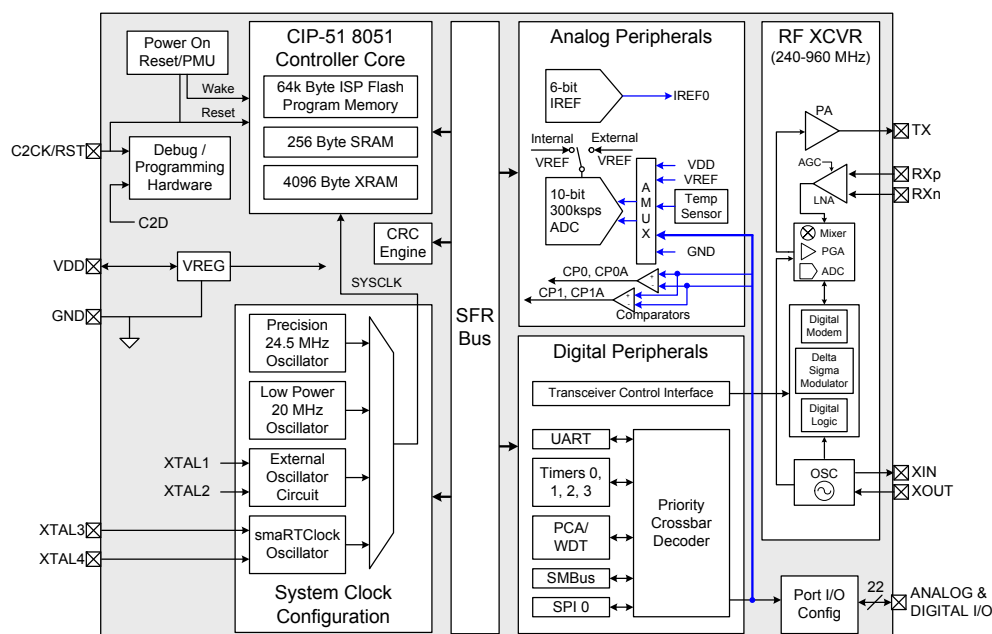 Power On
Reset/PMU
Wake
Reset
C2CK/RST
Debug /
Programming
Hardware
C2D
VDD
VREG
GND
CIP-51 8051
Controller Core
64k Byte ISP Flash
Program Memory
256 Byte SRAM
4096 Byte XRAM
CRC
Engine
SYSCLK
Precision
24.5 MHz
Oscillator
Low Power
20 MHz
Oscillator
XTAL1
XTAL2
External
Oscillator
Circuit
XTAL3
XTAL4
smaRTClock
Oscillator
System Clock
Configuration
SFR
Bus
Analog Peripherals
6-bit
IREF
IREF0
Internal
External
VREF
VREF
10-bit
300ksps
ADC
A
M
U
X
VDD
VREF
Temp
Sensor
GND
CP0, CP0A
+
-
CP1, CP1A
+
-
Comparators
Digital Peripherals
Transceiver Control Interface
UART
Timers 0,
1, 2, 3
PCA/
WDT
SMBus
SPI 0
Priority
Crossbar
Decoder
RF XCVR
(240-960 MHz)
PA
TX
AGC
LNA
RXp
RXn
Mixer
PGA
ADC
Digital
Modem
Delta
Sigma
Modulator
Digital
Logic
OSC
XIN
XOUT
Port I/O
Config
22
ANALOG &
DIGITAL I/O